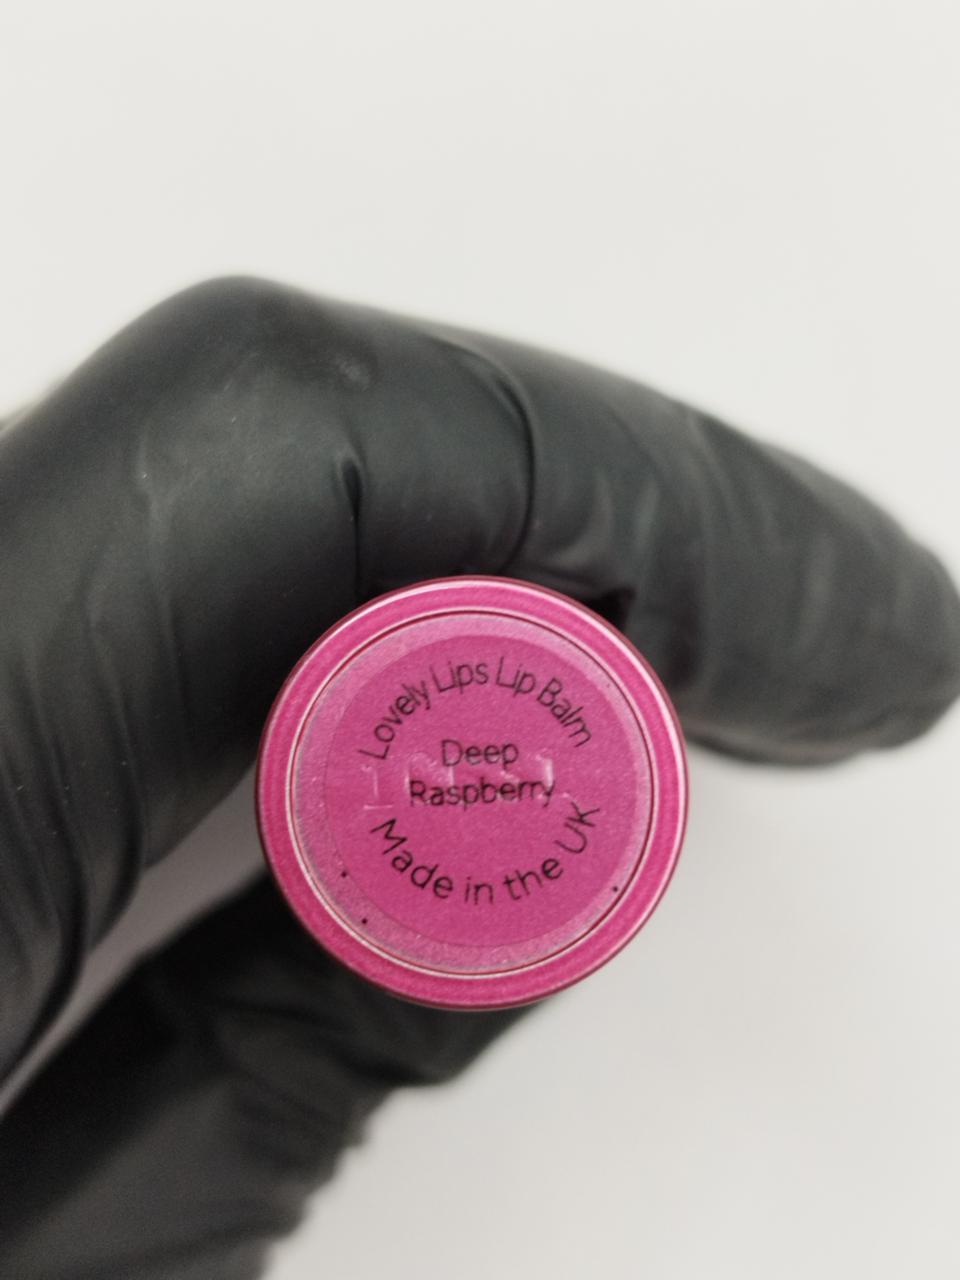 Lovely Lips Lip Balm
Deep
Raspberry
Made in the UK